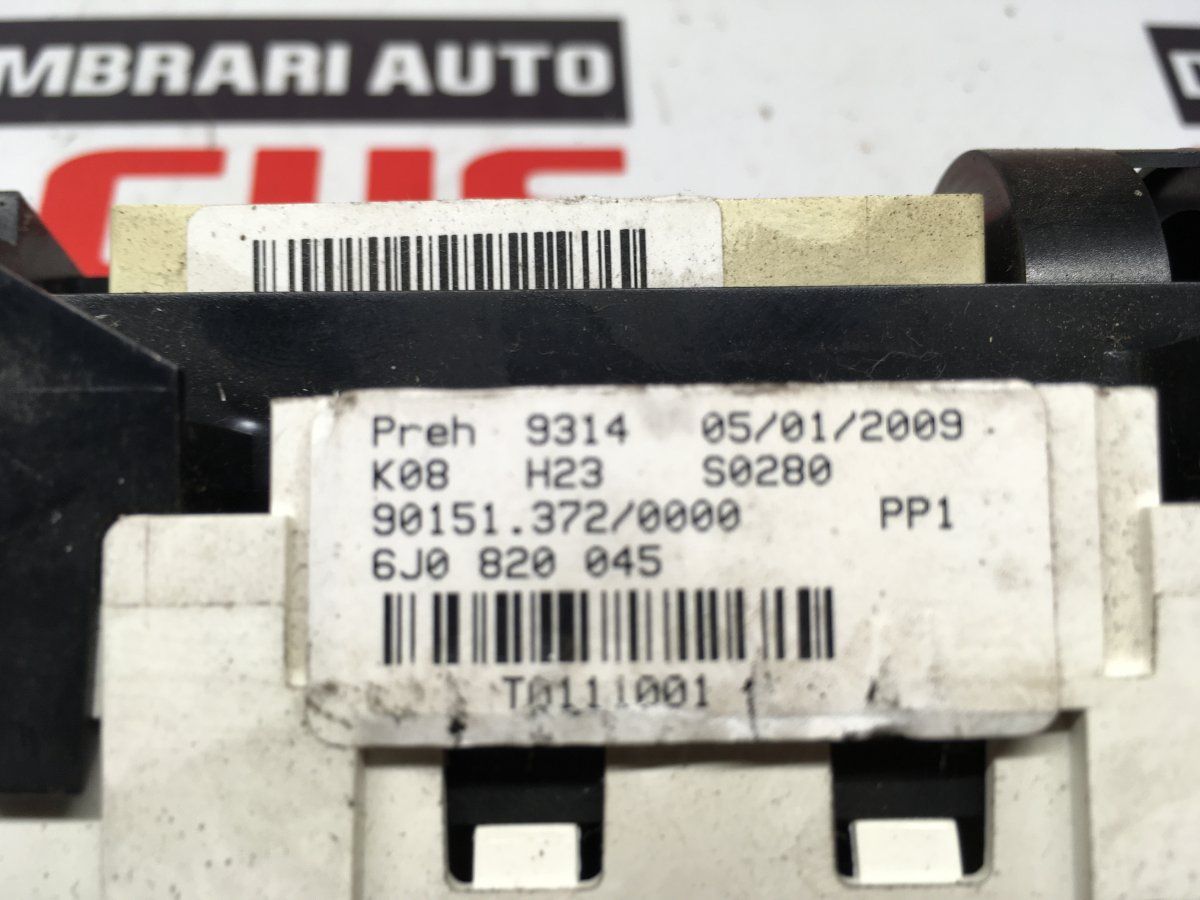 MBRARI AUTO
Preh 9314 05/01/2009
K08 H23 S0280
90151.372/0000 PP1
6J0 820 045
T0111001